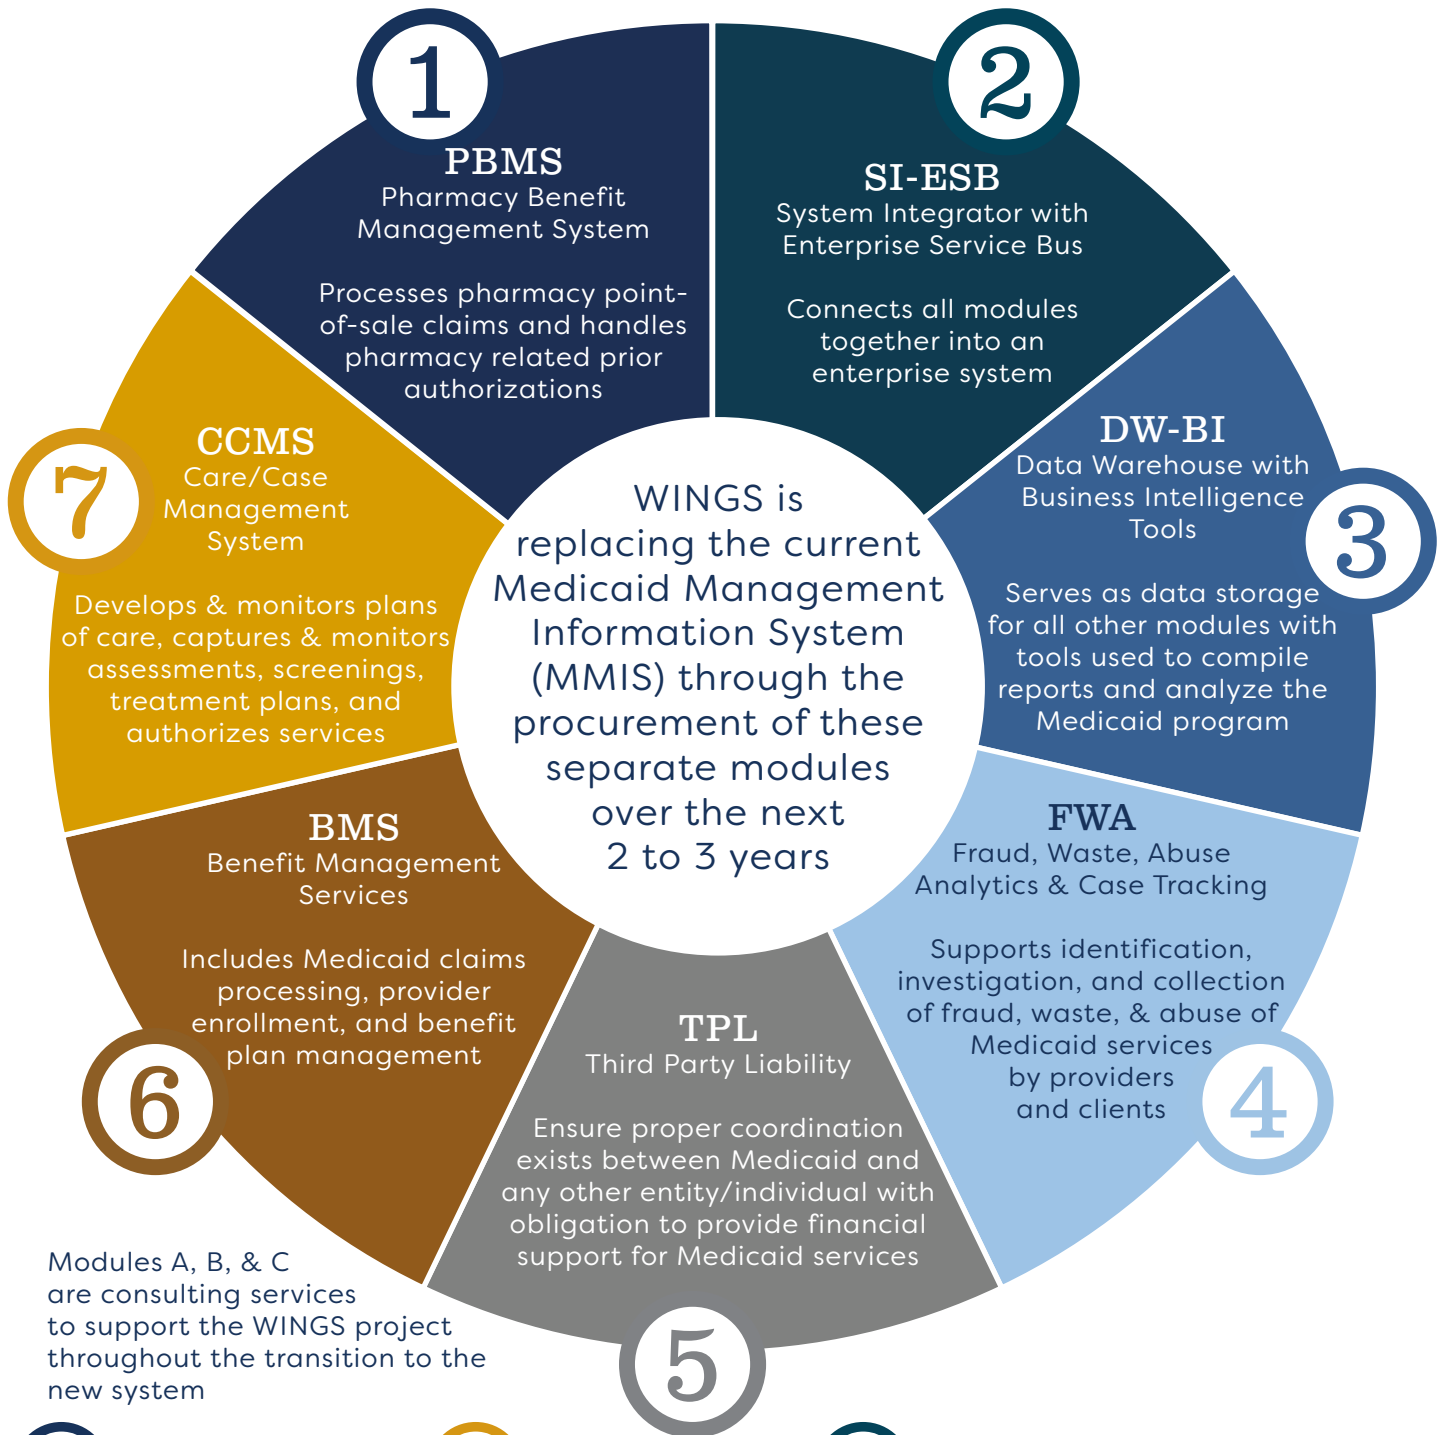 1
PBMS
Pharmacy Benefit
Management System
Processes pharmacy point-
of-sale claims and handles
pharmacy related prior
authorizations
2
SI-ESB
System Integrator with
Enterprise Service Bus
Connects all modules
together into an
enterprise system
3
DW-BI
Data Warehouse with
Business Intelligence
Tools
Serves as data storage
for all other modules with
tools used to compile
reports and analyze the
Medicaid program
4
FWA
Fraud, Waste, Abuse
Analytics & Case Tracking
Supports identification,
investigation, and collection
of fraud, waste, & abuse of
Medicaid services
by providers
and clients
5
TPL
Third Party Liability
Ensure proper coordination
exists between Medicaid and
any other entity/individual with
obligation to provide financial
support for Medicaid services
6
BMS
Benefit Management
Services
Includes Medicaid claims
processing, provider
enrollment, and benefit
plan management
7
CCMS
Care/Case
Management
System
Develops & monitors plans
of care, captures & monitors
assessments, screenings,
treatment plans, and
authorizes services
WINGS is
replacing the current
Medicaid Management
Information System
(MMIS) through the
procurement of these
separate modules
over the next
2 to 3 years
Modules A, B, & C
are consulting services
to support the WINGS project
throughout the transition to the
new system